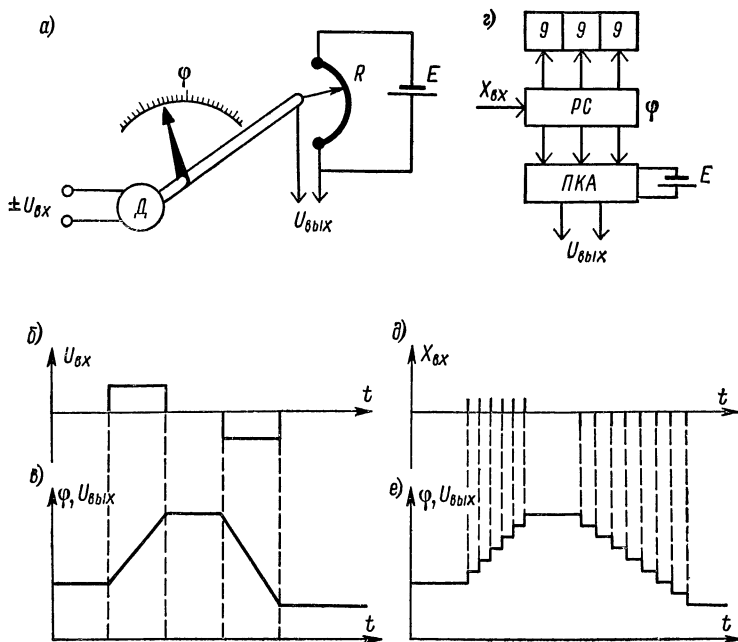 а)
φ
R
E
Д
± Uвх
Uвых
г)
9 9 9
Xвх
РС
φ
ПКА
E
Uвых
б)
Uвх
t
в)
φ, Uвых
t
д)
Xвх
t
е)
φ, Uвых
t